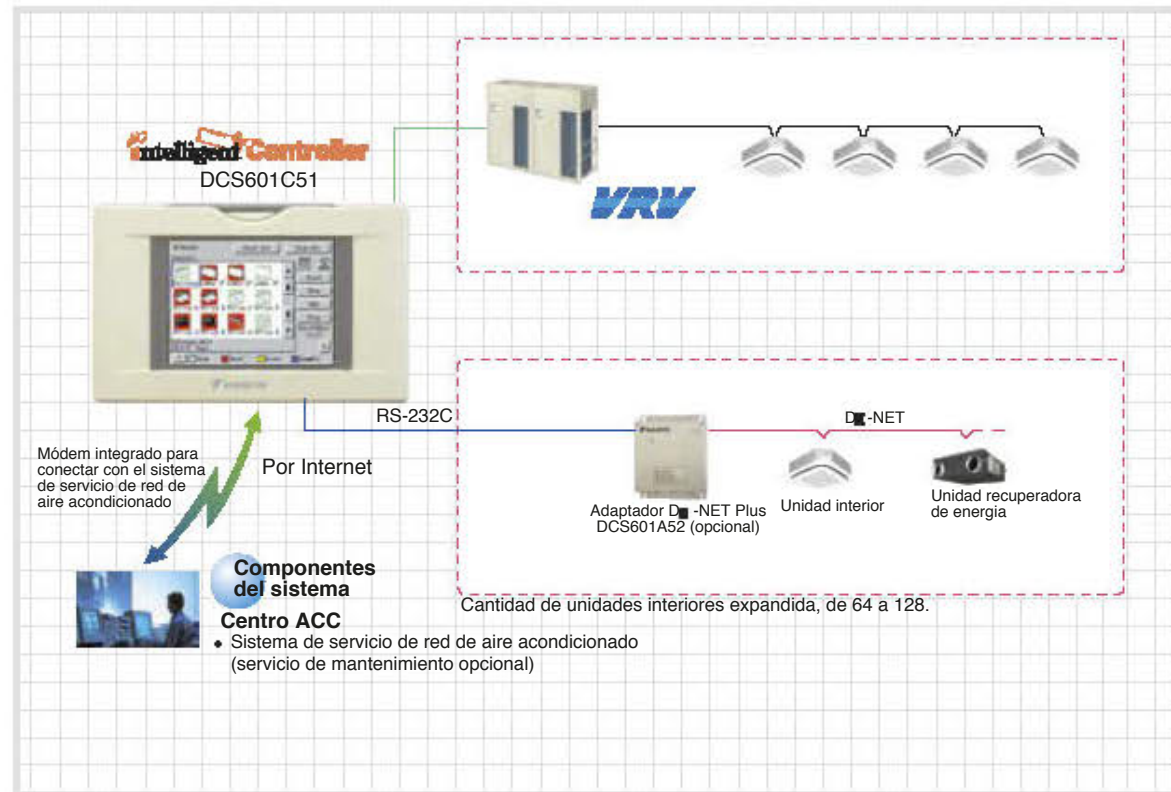 intelligent Controller
DCS601C51
VRV
RS-232C
D -NET
Módem integrado para
conectar con el sistema
de servicio de red de
aire acondicionado
Por Internet
Adaptador D -NET Plus
DCS601A52 (opcional)
Unidad interior
Unidad recuperadora
de energia
Componentes
del sistema
Cantidad de unidades interiores expandida, de 64 a 128.
Centro ACC
• Sistema de servicio de red de aire acondicionado
(servicio de mantenimiento opcional)